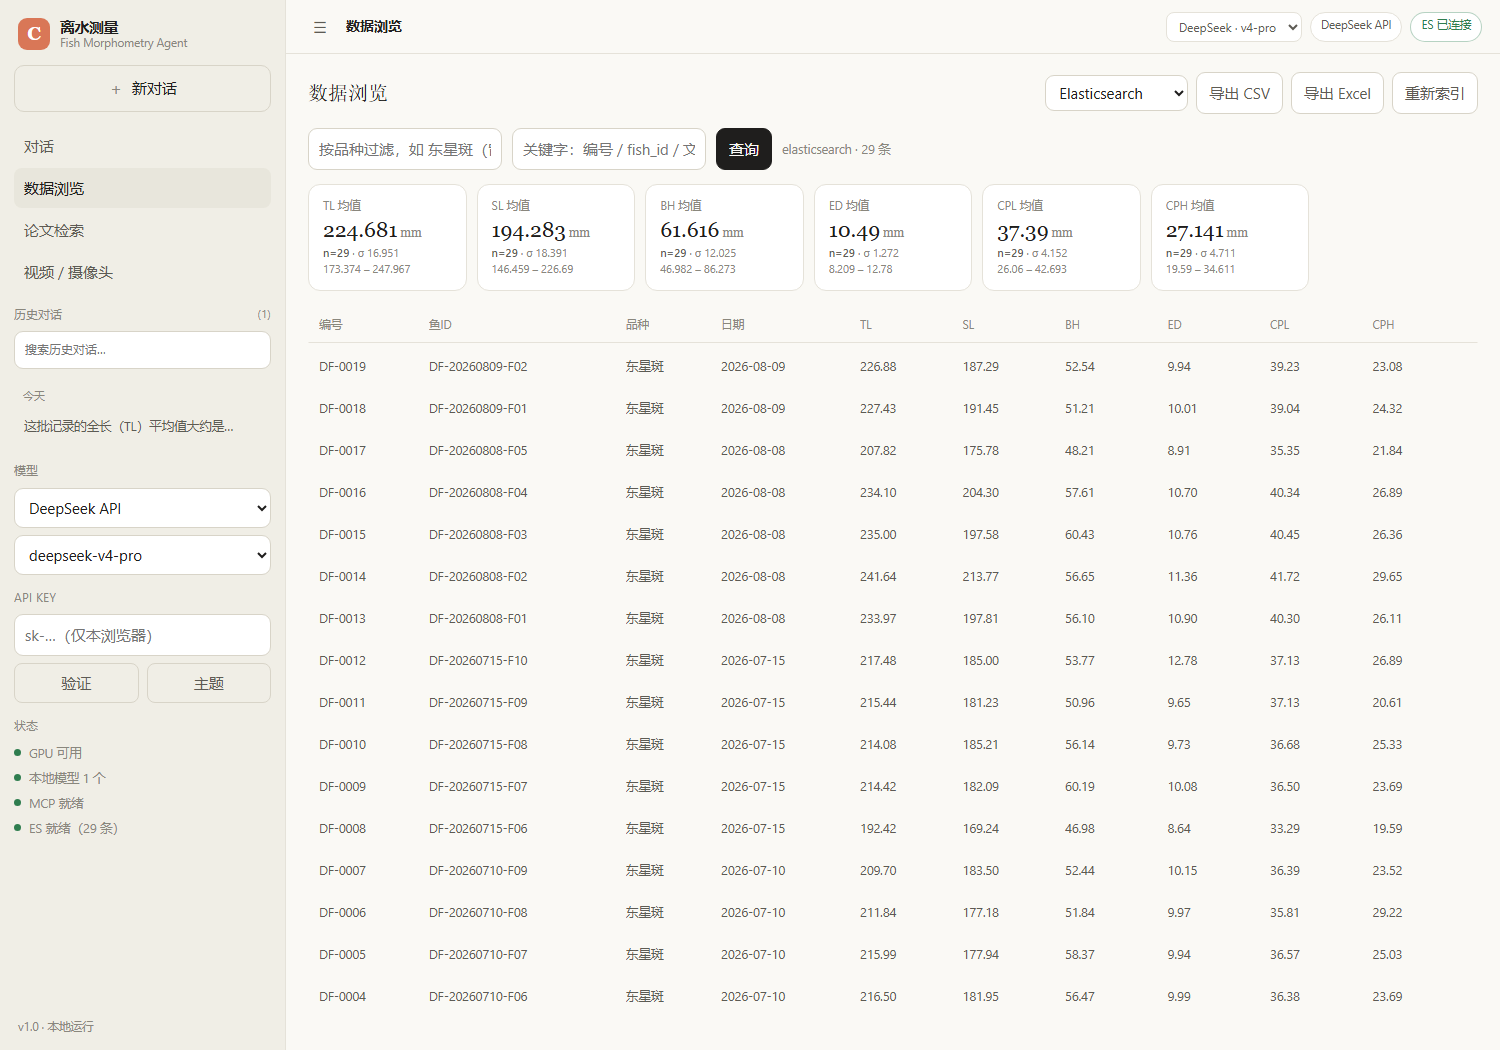 C 离水测量
Fish Morphometry Agent
+ 新对话
对话
数据浏览
论文检索
视频 / 摄像头
历史对话 (1)
搜索历史对话...
今天
这批记录的全长（TL）平均值大约是...
模型
DeepSeek API
deepseek-v4-pro
API KEY
sk-...（仅本浏览器）
验证 主题
状态
GPU 可用
本地模型 1 个
MCP 就绪
ES 就绪（29 条）
v1.0 · 本地运行
☰ 数据浏览 DeepSeek · v4-pro DeepSeek API ES 已连接
数据浏览 Elasticsearch 导出 CSV 导出 Excel 重新索引
按品种过滤，如 东星斑（ 关键字：编号 / fish_id / 文 查询 elasticsearch · 29 条
TL 均值
224.681 mm
n=29 · σ 16.951
173.374 – 247.967
SL 均值
194.283 mm
n=29 · σ 18.391
146.459 – 226.69
BH 均值
61.616 mm
n=29 · σ 12.025
46.982 – 86.273
ED 均值
10.49 mm
n=29 · σ 1.272
8.209 – 12.78
CPL 均值
37.39 mm
n=29 · σ 4.152
26.06 – 42.693
CPH 均值
27.141 mm
n=29 · σ 4.711
19.59 – 34.611
编号 鱼ID 品种 日期 TL SL BH ED CPL CPH
DF-0019 DF-20260809-F02 东星斑 2026-08-09 226.88 187.29 52.54 9.94 39.23 23.08
DF-0018 DF-20260809-F01 东星斑 2026-08-09 227.43 191.45 51.21 10.01 39.04 24.32
DF-0017 DF-20260808-F05 东星斑 2026-08-08 207.82 175.78 48.21 8.91 35.35 21.84
DF-0016 DF-20260808-F04 东星斑 2026-08-08 234.10 204.30 57.61 10.70 40.34 26.89
DF-0015 DF-20260808-F03 东星斑 2026-08-08 235.00 197.58 60.43 10.76 40.45 26.36
DF-0014 DF-20260808-F02 东星斑 2026-08-08 241.64 213.77 56.65 11.36 41.72 29.65
DF-0013 DF-20260808-F01 东星斑 2026-08-08 233.97 197.81 56.10 10.90 40.30 26.11
DF-0012 DF-20260715-F10 东星斑 2026-07-15 217.48 185.00 53.77 12.78 37.13 26.89
DF-0011 DF-20260715-F09 东星斑 2026-07-15 215.44 181.23 50.96 9.65 37.13 20.61
DF-0010 DF-20260715-F08 东星斑 2026-07-15 214.08 185.21 56.14 9.73 36.68 25.33
DF-0009 DF-20260715-F07 东星斑 2026-07-15 214.42 182.09 60.19 10.08 36.50 23.69
DF-0008 DF-20260715-F06 东星斑 2026-07-15 192.42 169.24 46.98 8.64 33.29 19.59
DF-0007 DF-20260710-F09 东星斑 2026-07-10 209.70 183.50 52.44 10.15 36.39 23.52
DF-0006 DF-20260710-F08 东星斑 2026-07-10 211.84 177.18 51.84 9.97 35.81 29.22
DF-0005 DF-20260710-F07 东星斑 2026-07-10 215.99 177.94 58.37 9.94 36.57 25.03
DF-0004 DF-20260710-F06 东星斑 2026-07-10 216.50 181.95 56.47 9.99 36.38 23.69